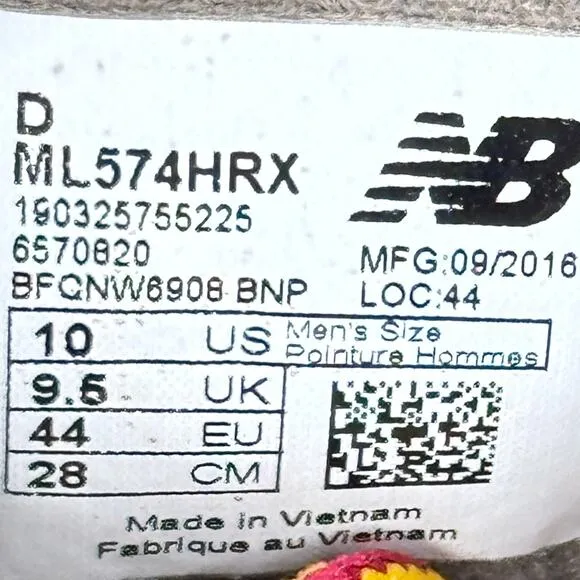 D
ML574HRX
190325755225
6570820
BFQNW6908 BNP
NB
MFG:09/2016
LOC:44
10 US Men's Size
Pointure Hommes
9.5 UK
44 EU
28 CM
Made in Vietnam
Fabrique au Vietnam